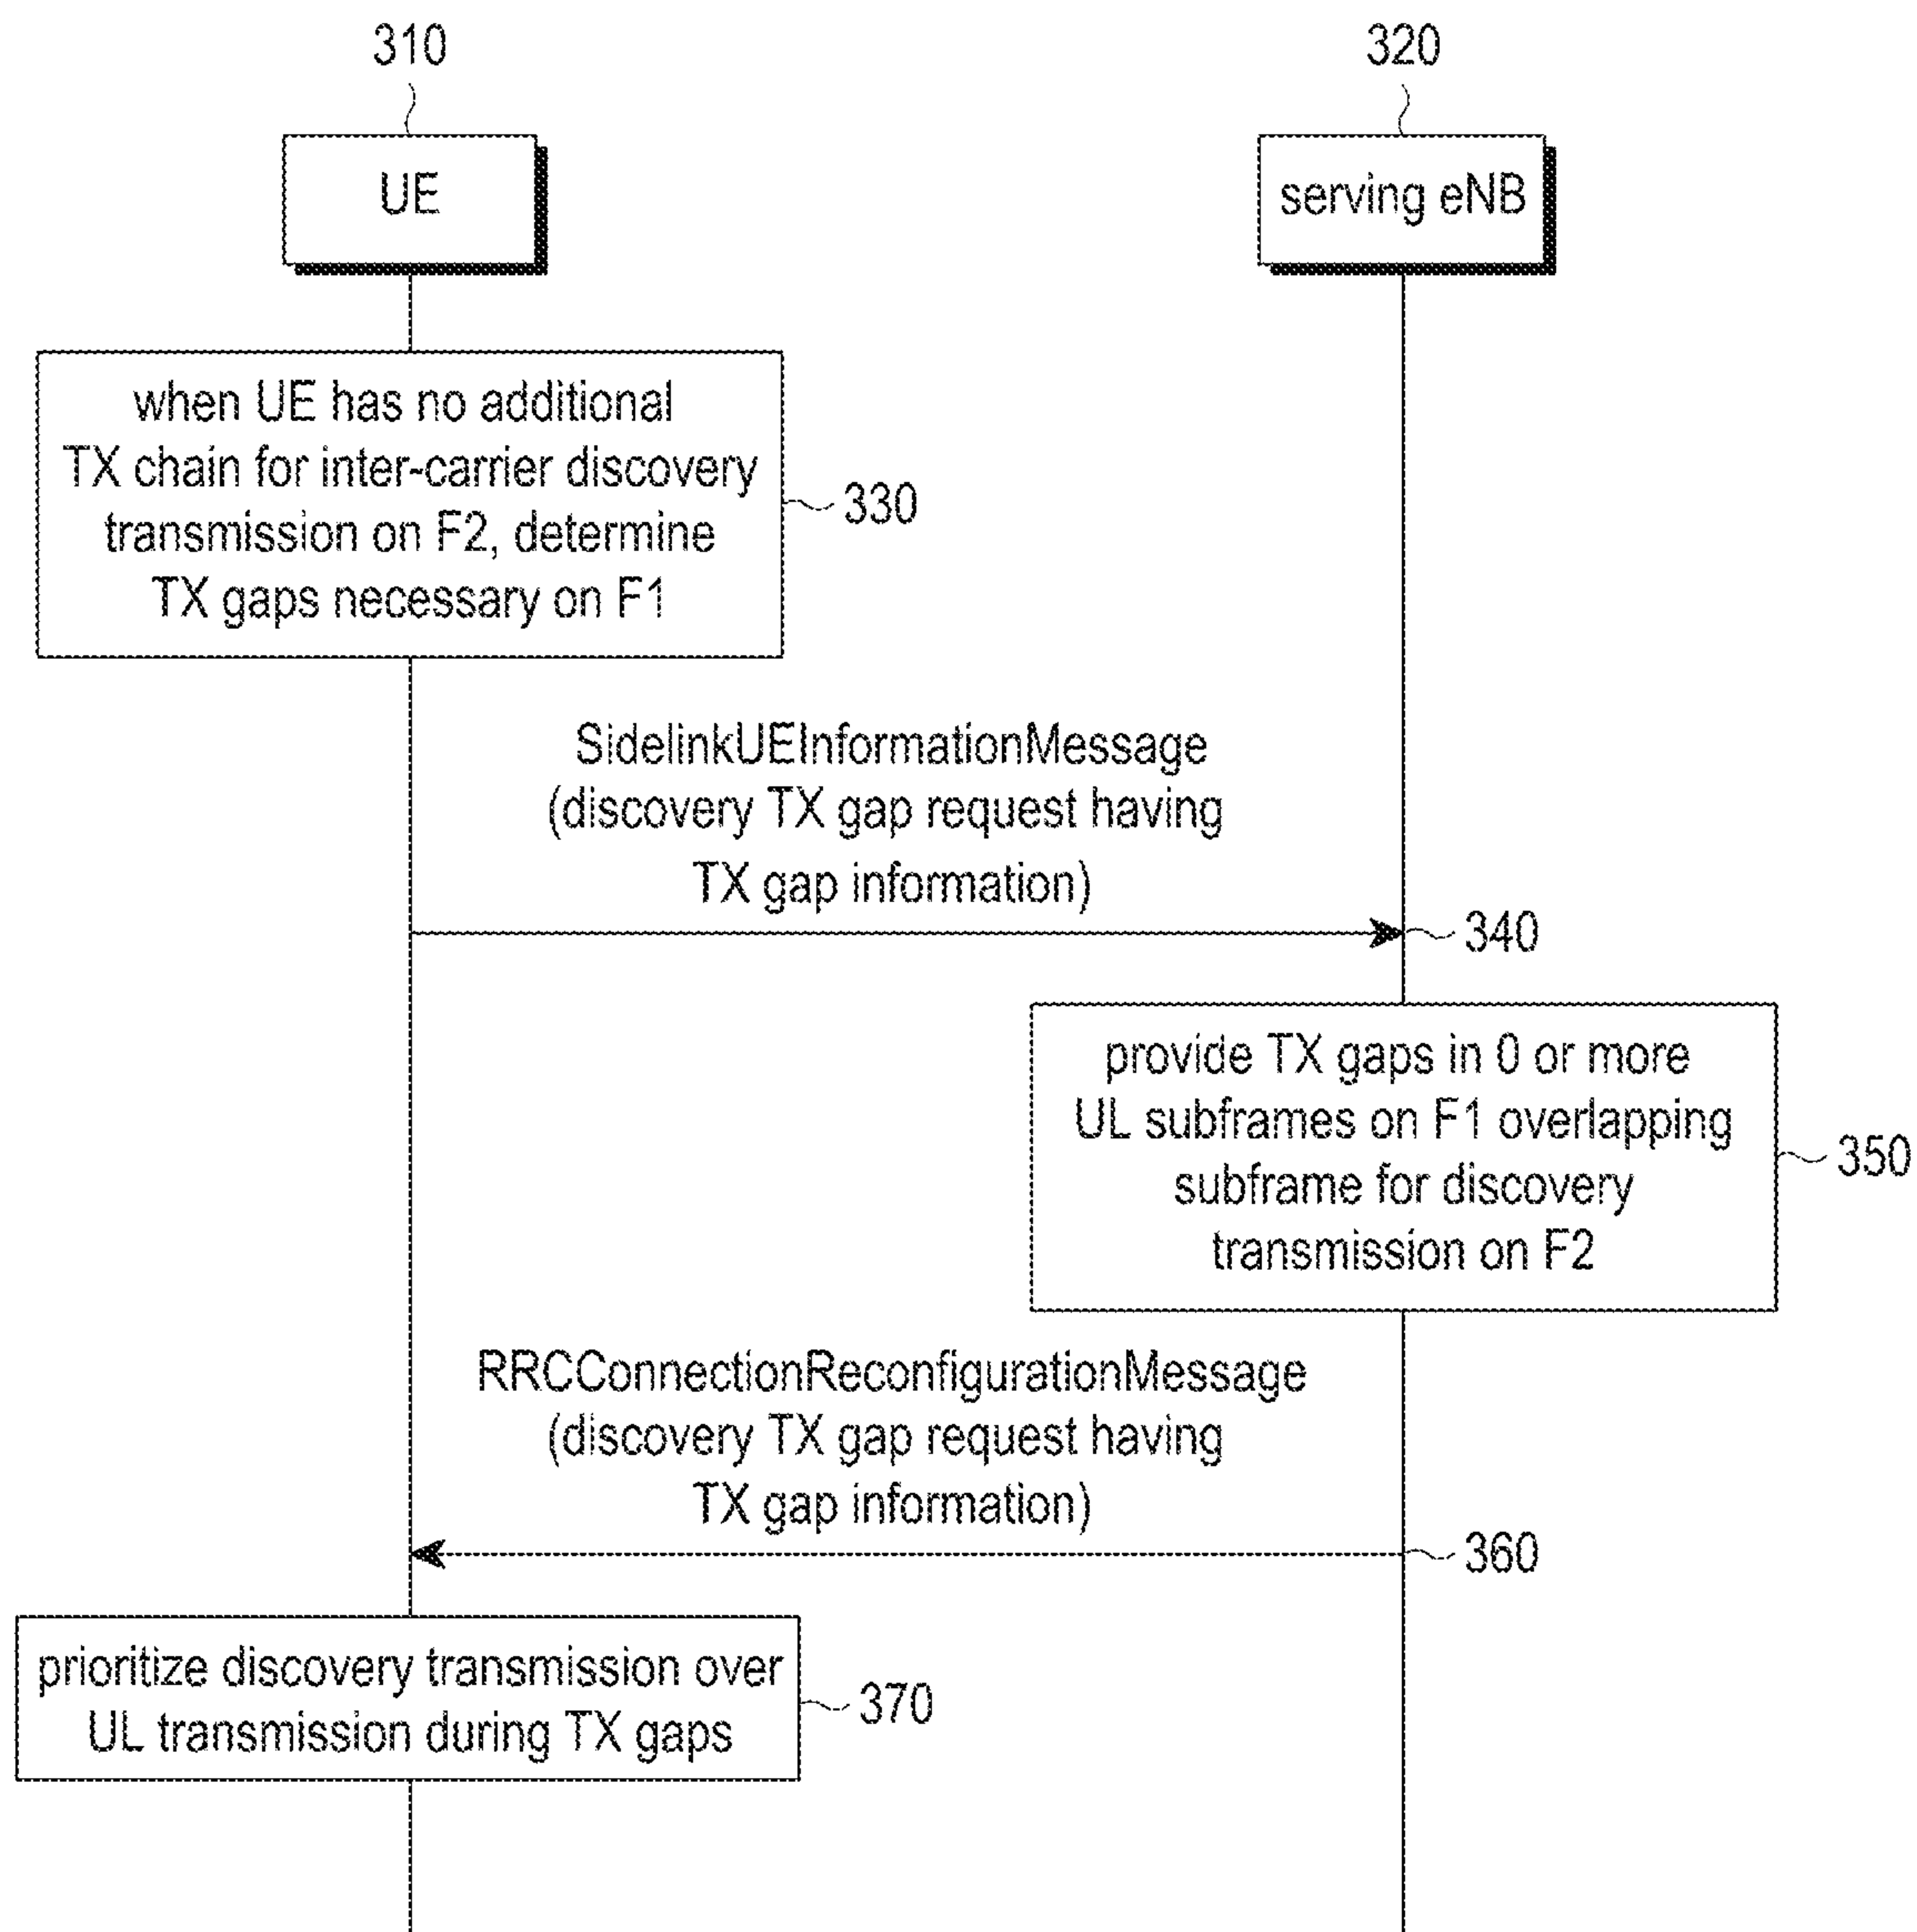 310
320
UE
serving eNB
when UE has no additional
TX chain for inter-carrier discovery
transmission on F2, determine
TX gaps necessary on F1
330
SidelinkUEInformationMessage
(discovery TX gap request having
TX gap information)
340
provide TX gaps in 0 or more
UL subframes on F1 overlapping
subframe for discovery
transmission on F2
350
RRCConnectionReconfigurationMessage
(discovery TX gap request having
TX gap information)
360
prioritize discovery transmission over
UL transmission during TX gaps
370